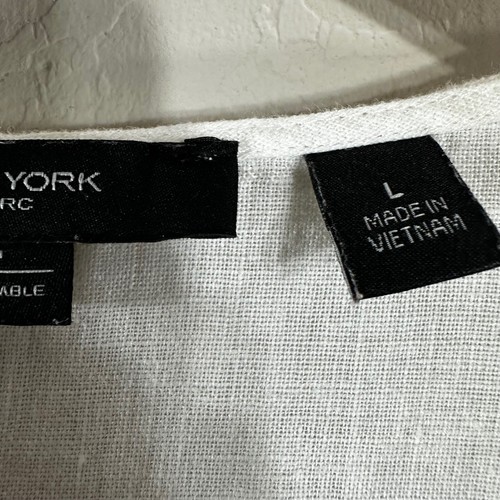 YORK
RC
ABLE
L
MADE IN
VIETNAM